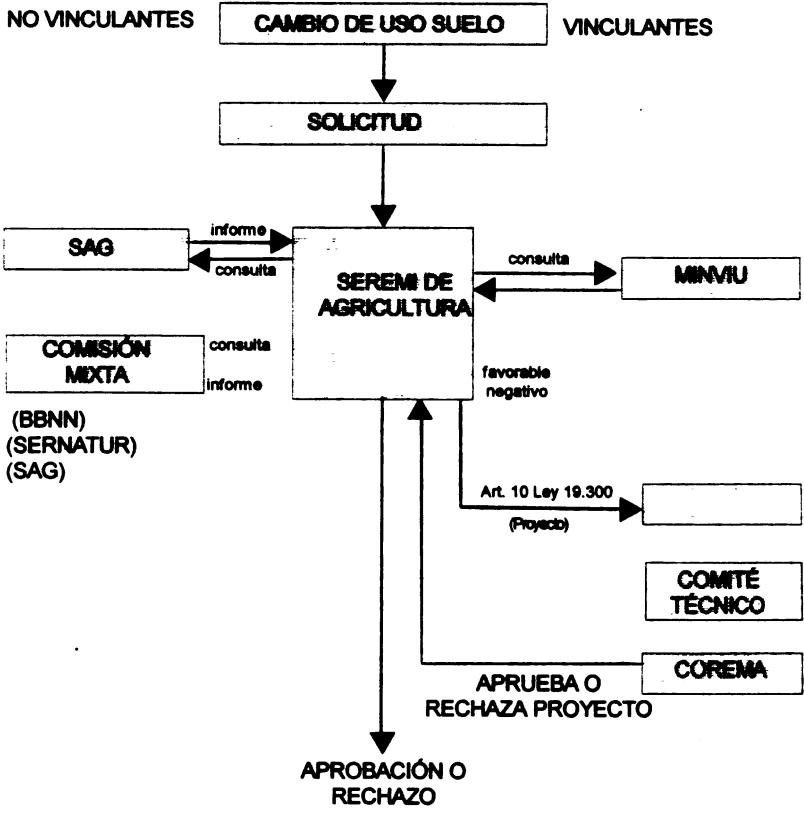 NO VINCULANTES
CAMBIO DE USO SUELO
VINCULANTES
SOLICITUD
SAG
informe
consulta
SEREMI DE
AGRICULTURA
consulta
MINVIU
COMISIÓN
MIXTA
consulta
informe
(BBNN)
(SERNATUR)
(SAG)
favorable
negativo
Art. 10 Ley 19.300
(Proyecto)
COMITÉ
TÉCNICO
COREMA
APRUEBA O
RECHAZA PROYECTO
APROBACIÓN O
RECHAZO